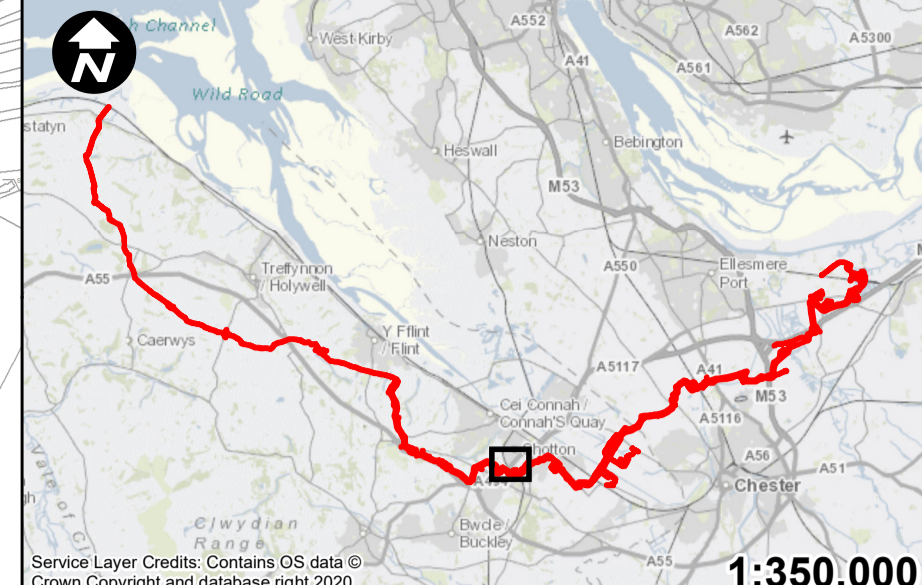 h Channel
Wild Road
N
statyn
West Kirby
A552
A562
A5300
A41
A561
Heswall
Bebington
M53
Neston
A550
Ellesmere
Port
A55
Treffynnon
/ Holywell
Caerwys
Y Fflint
/ Flint
A5117
A41
M53
A5116
Cei Connah /
Connah'S Quay
Shotton
A56
A51
Chester
Clwydian
Range
Bwcle /
Buckley
A55
Service Layer Credits: Contains OS data ©
Crown Copyright and database right 2020
1:350,000